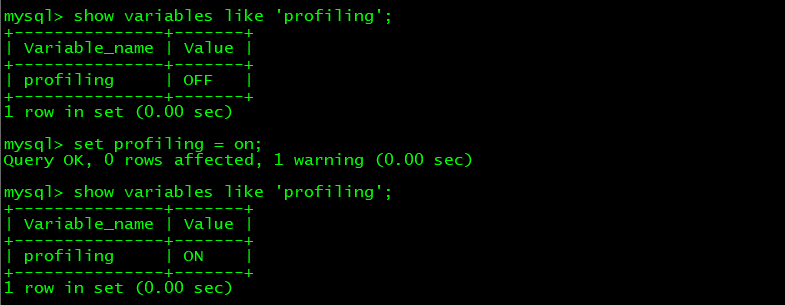 mysql> show variables like 'profiling';
+---------------+-------+
| Variable_name | Value |
+---------------+-------+
| profiling     | OFF   |
+---------------+-------+
1 row in set (0.00 sec)
mysql> set profiling = on;
Query OK, 0 rows affected, 1 warning (0.00 sec)
mysql> show variables like 'profiling';
+---------------+-------+
| Variable_name | Value |
+---------------+-------+
| profiling     | ON    |
+---------------+-------+
1 row in set (0.00 sec)